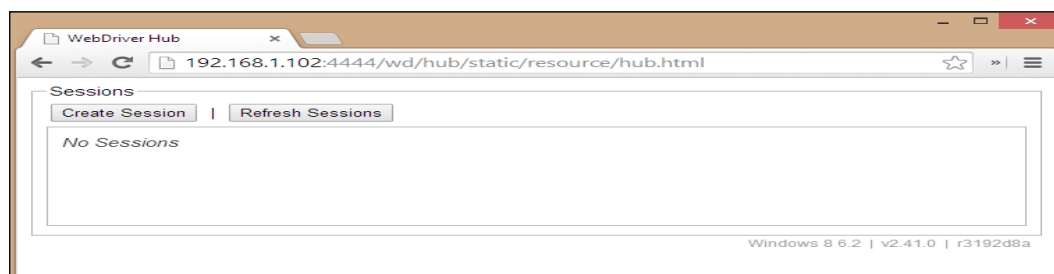 WebDriver Hub
192.168.1.102:4444/wd/hub/static/resource/hub.html
Sessions
Create Session | Refresh Sessions
No Sessions
Windows 8 6.2 | v2.41.0 | r3192d8a